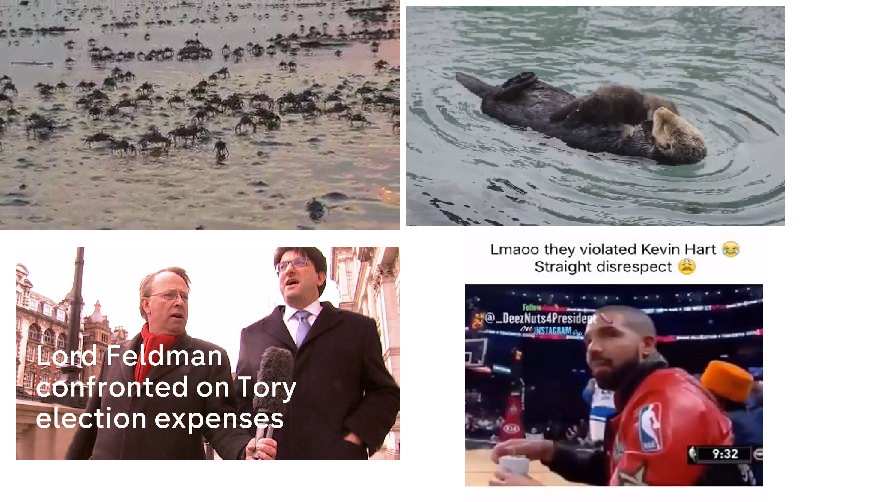 Lmaoo they violated Kevin Hart 😂
Straight disrespect 😩
Follow
@_DeezNuts4President
on INSTAGRAM
Lord Feldman
confronted on Tory
election expenses
KIA
9:32